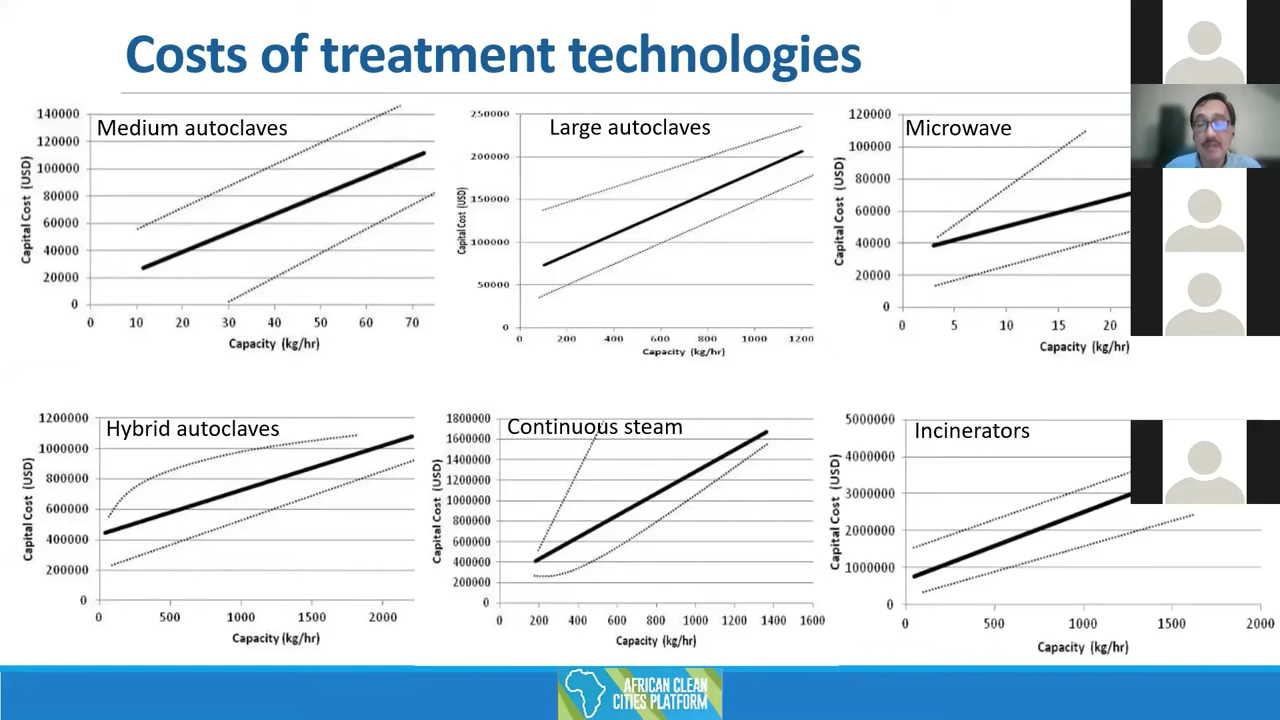 Costs of treatment technologies
Medium autoclaves
Capital Cost (USD)
140000
120000
100000
80000
60000
40000
20000
0
0 10 20 30 40 50 60 70
Capacity (kg/hr)
Large autoclaves
Capital Cost (USD)
250000
200000
150000
100000
50000
0
0 200 400 600 800 1000 1200
Capacity (kg/hr)
Microwave
Capital Cost (USD)
120000
100000
80000
60000
40000
20000
0
0 5 10 15 20
Capacity (kg/hr)
Hybrid autoclaves
Capital Cost (USD)
1200000
1000000
800000
600000
400000
200000
0
0 500 1000 1500 2000
Capacity (kg/hr)
Continuous steam
Capital Cost (USD)
1800000
1600000
1400000
1200000
1000000
800000
600000
400000
200000
0
0 200 400 600 800 1000 1200 1400 1600
Capacity (kg/hr)
Incinerators
Capital Cost (USD)
5000000
4000000
3000000
2000000
1000000
0
0 500 1000 1500 2000
Capacity (kg/hr)
AFRICAN CLEAN
CITIES PLATFORM